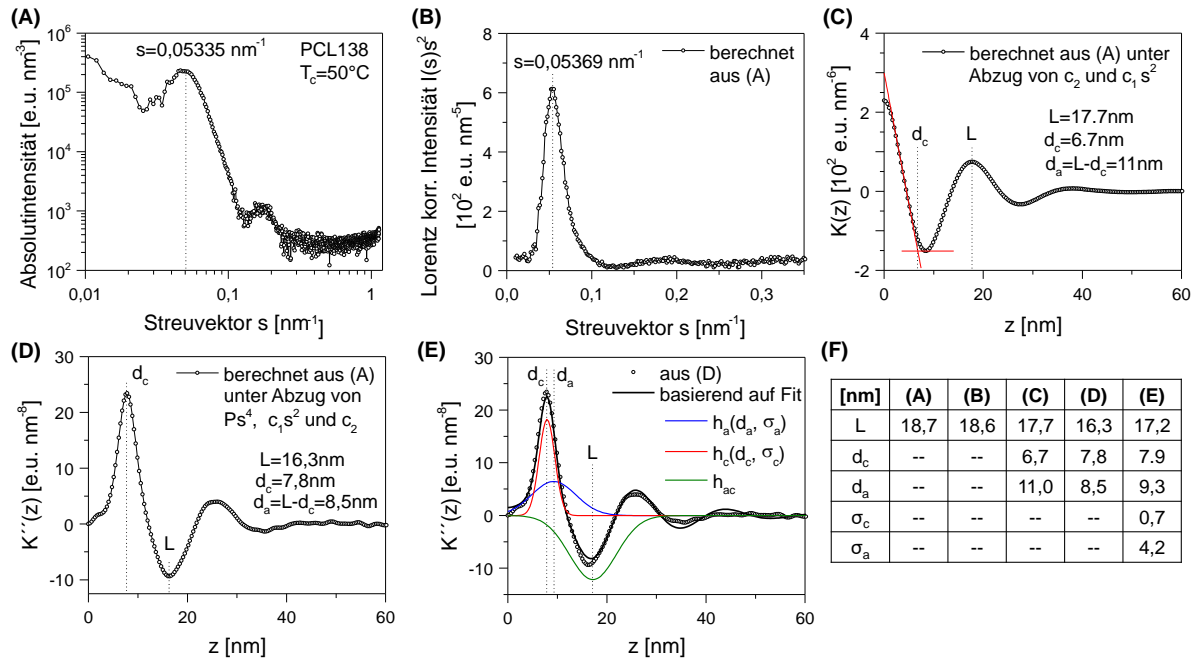 (A)
10⁶
10⁵
10⁴
10³
10²
Absolutintensität [e.u. nm⁻³]
s=0,05335 nm⁻¹
PCL138
T_c=50°C
0,01
0,1
1
Streuvektor s [nm⁻¹]
(B)
10
8
6
4
2
0
Lorentz korr. Intensität I(s)s²
[10² e.u. nm⁻⁵]
berechnet
aus (A)
s=0,05369 nm⁻¹
0,0
0,1
0,2
0,3
Streuvektor s [nm⁻¹]
(C)
4
2
0
-2
K(z) [10² e.u. nm⁻⁶]
berechnet aus (A) unter
Abzug von c₂ und c₁s²
d_c
L
L=17.7nm
d_c=6.7nm
d_a=L-d_c=11nm
0
20
40
60
z [nm]
(D)
30
20
10
0
-10
K´´(z) [e.u. nm⁻⁸]
d_c
berechnet aus (A)
unter Abzug von
Ps⁴, c₁s² und c₂
L=16,3nm
d_c=7,8nm
d_a=L-d_c=8,5nm
L
0
20
40
60
z [nm]
(E)
30
20
10
0
-10
K´´(z) [e.u. nm⁻⁸]
d_c
d_a
aus (D)
basierend auf Fit
h_a(d_a, σ_a)
h_c(d_c, σ_c)
h_ac
L
0
20
40
60
z [nm]
(F)
[nm] (A) (B) (C) (D) (E)
L 18,7 18,6 17,7 16,3 17,2
d_c -- -- 6,7 7,8 7.9
d_a -- -- 11,0 8,5 9,3
σ_c -- -- -- -- 0,7
σ_a -- -- -- -- 4,2